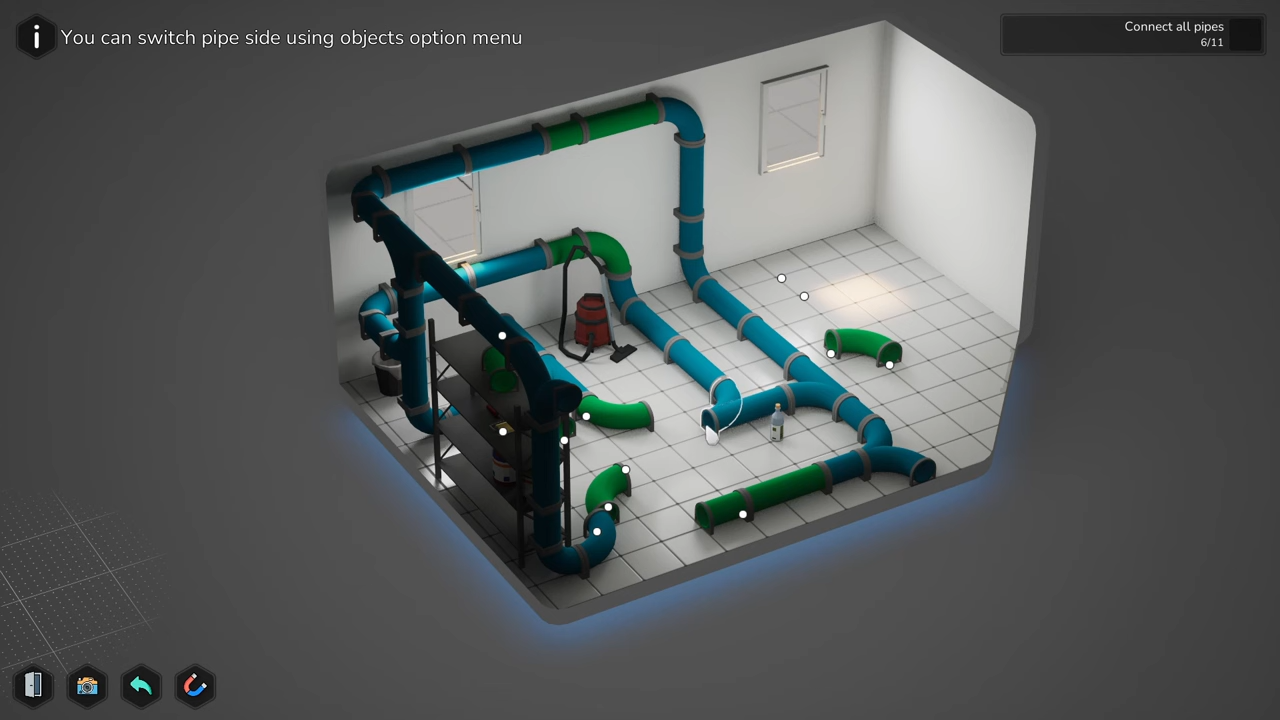 You can switch pipe side using objects option menu
Connect all pipes
6/11